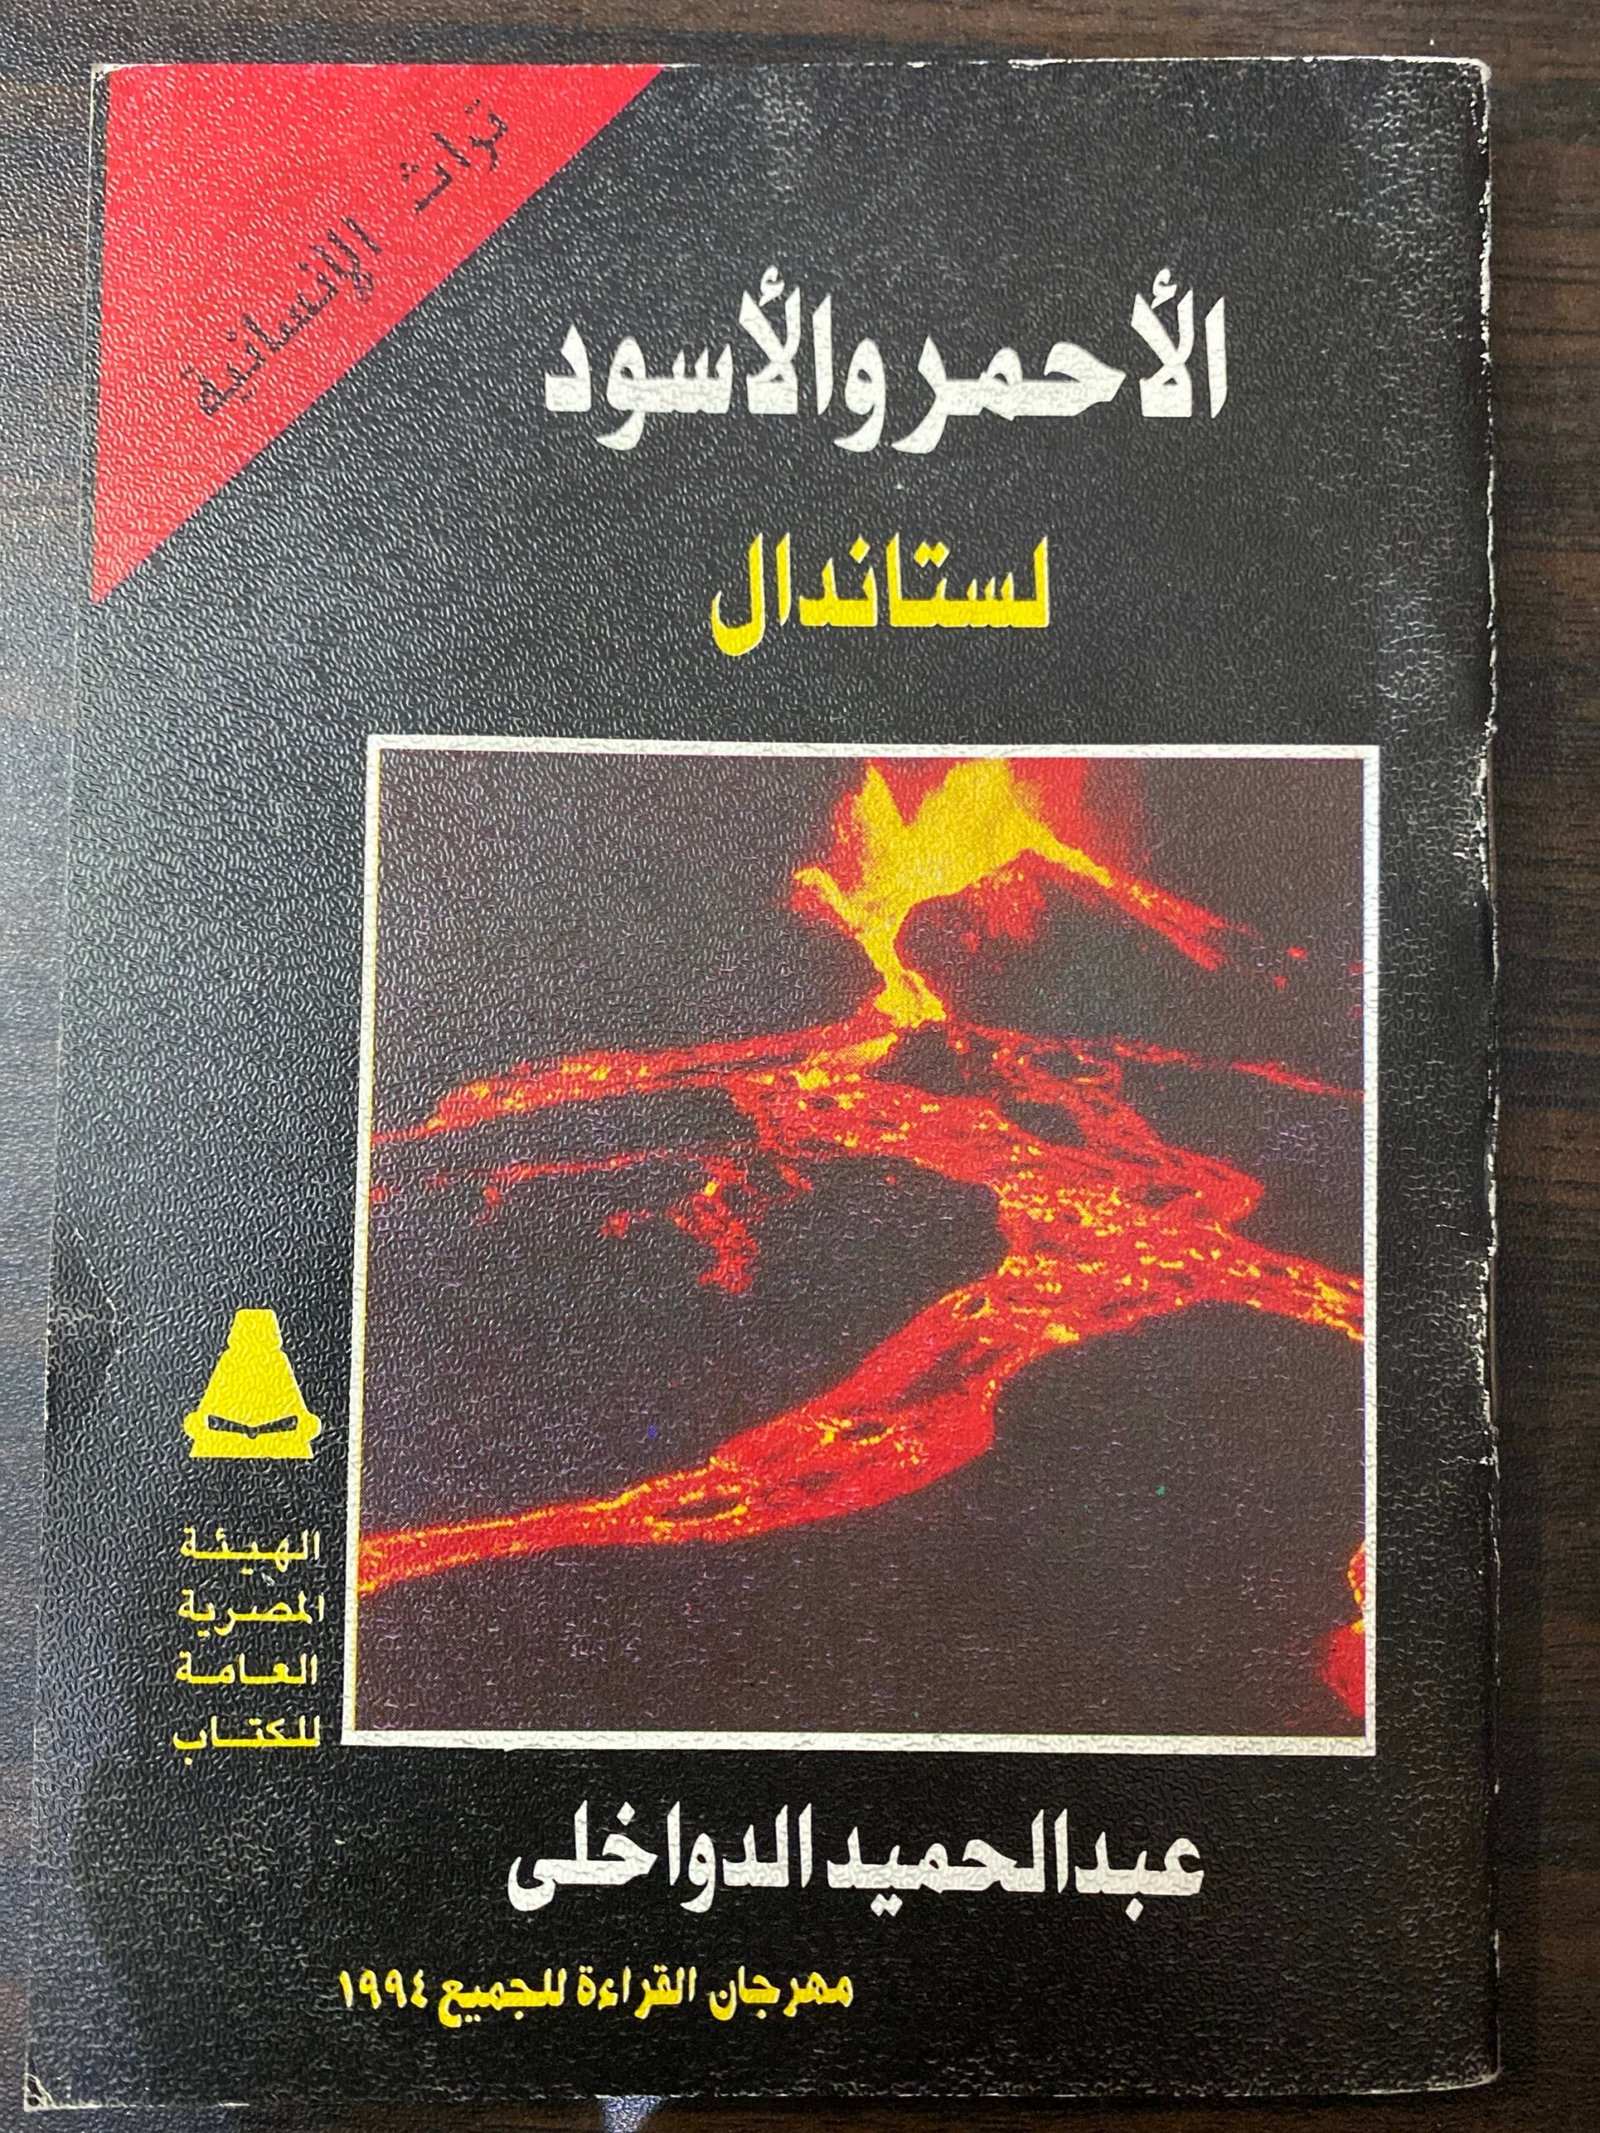 تراث الإنسانية
الأحمر والأسود
لستاندال
الهيئة
المصرية
العامة
للكتاب
عبد الحميد الدواخلى
مهرجان القراءة للجميع ١٩٩٤